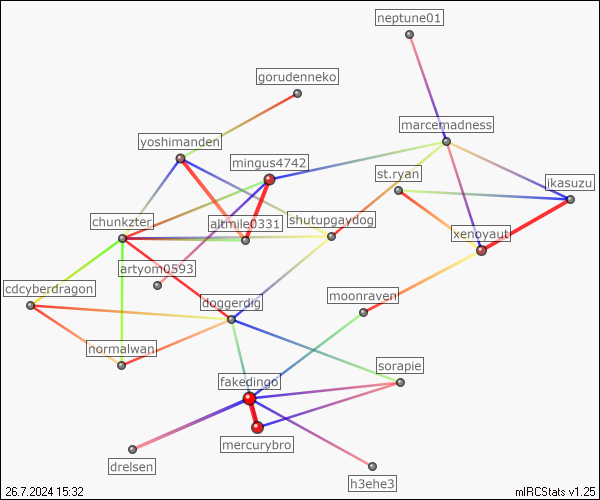 neptune01
gorudenneko
marcemadness
yoshimanden
mingus4742
st.ryan
ikasuzu
chunkzter
altmile0331
shutupgaydog
xenoyaut
artyom0593
cdcyberdragon
doggerdig
moonraven
normalwan
sorapie
fakedingo
mercurybro
drelsen
h3ehe3
26.7.2024 15:32
mIRCStats v1.25